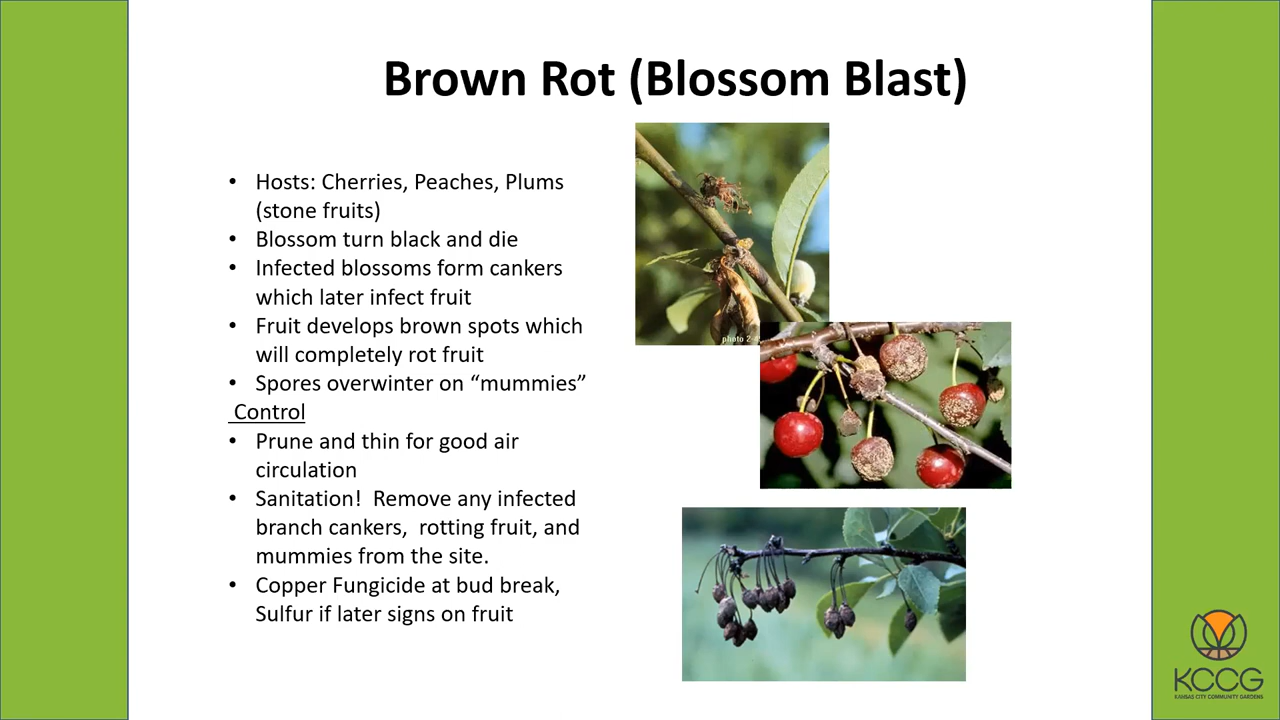 Brown Rot (Blossom Blast)
• Hosts: Cherries, Peaches, Plums
(stone fruits)
• Blossom turn black and die
• Infected blossoms form cankers
which later infect fruit
• Fruit develops brown spots which
will completely rot fruit
• Spores overwinter on “mummies”
Control
• Prune and thin for good air
circulation
• Sanitation!  Remove any infected
branch cankers,  rotting fruit, and
mummies from the site.
• Copper Fungicide at bud break,
Sulfur if later signs on fruit
photo 2-
KCCG
KANSAS CITY COMMUNITY GARDENS